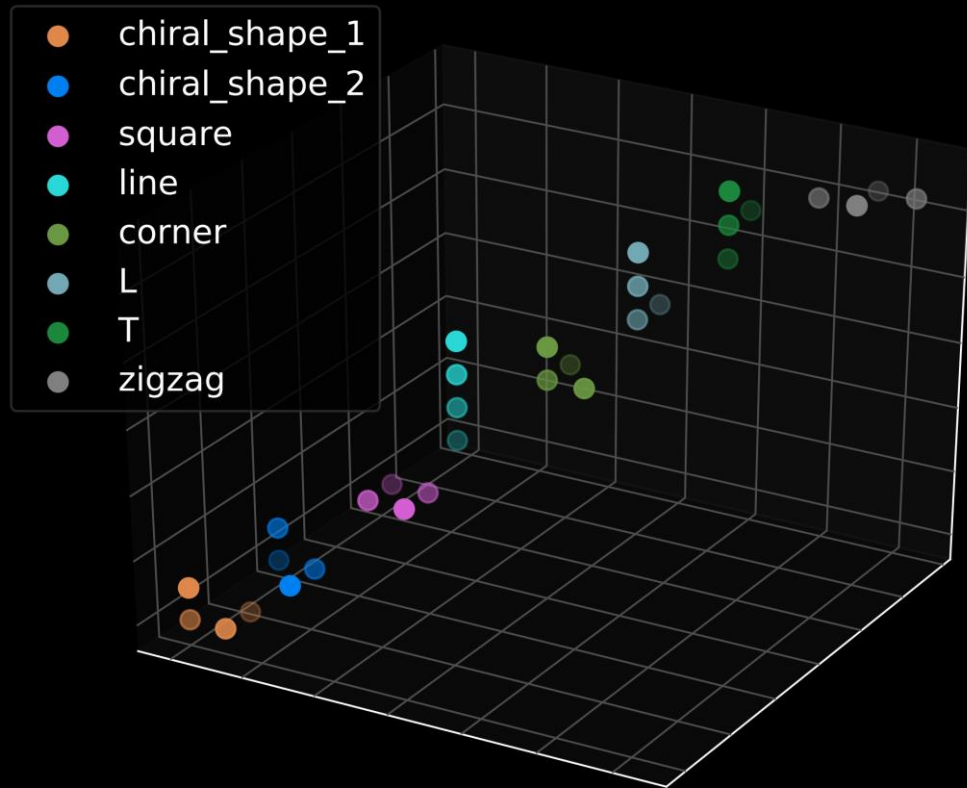 chiral_shape_1
chiral_shape_2
square
line
corner
L
T
zigzag